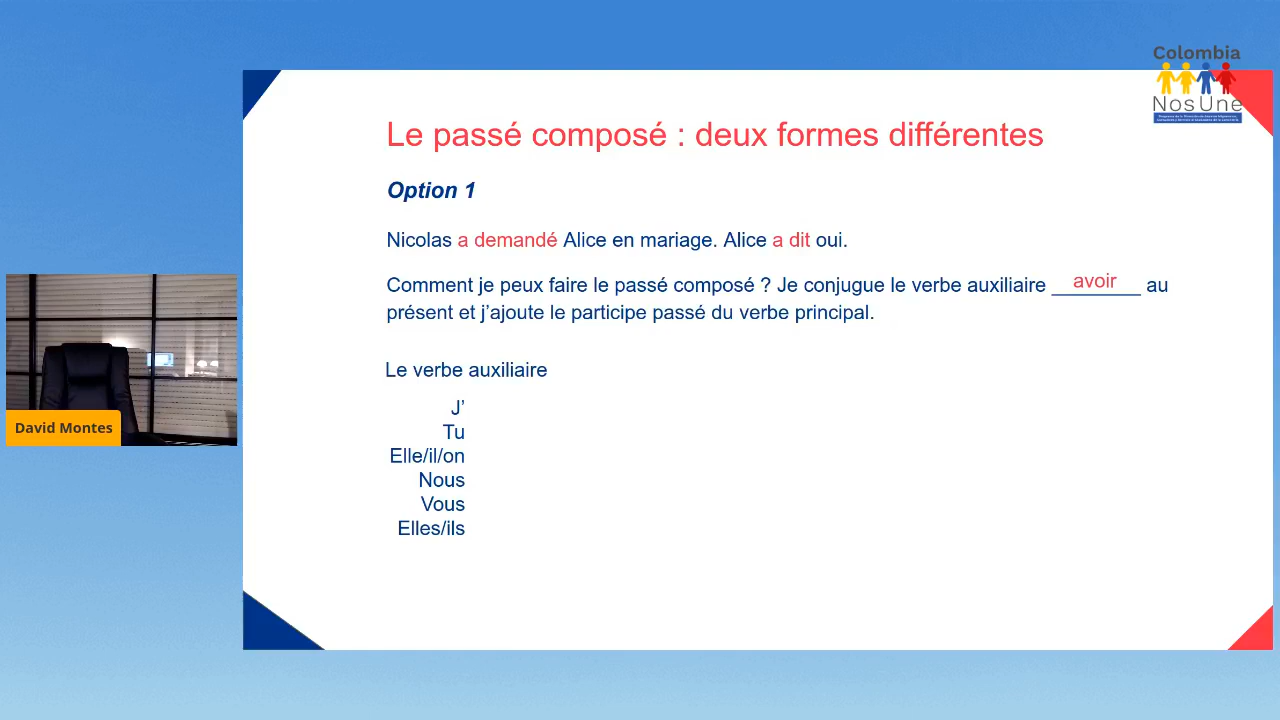 Colombia
NosUne
Le passé composé : deux formes différentes
Option 1
Nicolas a demandé Alice en mariage. Alice a dit oui.
Comment je peux faire le passé composé ? Je conjugue le verbe auxiliaire avoir au
présent et j’ajoute le participe passé du verbe principal.
Le verbe auxiliaire
J’
Tu
Elle/il/on
Nous
Vous
Elles/ils
David Montes